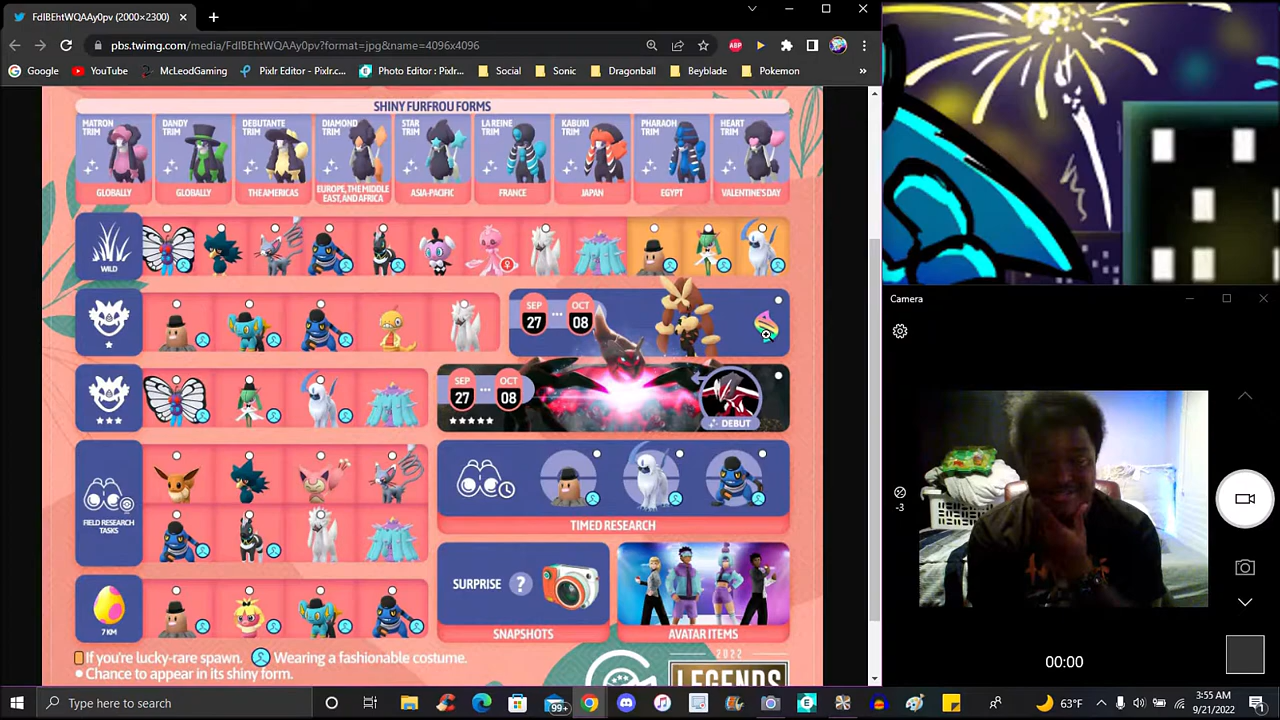 FdIBEhtWQAAy0pv (2000×2300)
pbs.twimg.com/media/FdIBEhtWQAAy0pv?format=jpg&name=4096x4096
ABP
Google YouTube McLeodGaming Pixlr Editor - Pixlr.c... Photo Editor : Pixlr... Social Sonic Dragonball Beyblade Pokemon »
SHINY FURFROU FORMS
MATRON TRIM
GLOBALLY
DANDY TRIM
GLOBALLY
DEBUTANTE TRIM
THE AMERICAS
DIAMOND TRIM
EUROPE, THE MIDDLE EAST, AND AFRICA
STAR TRIM
ASIA-PACIFIC
LA REINE TRIM
FRANCE
KABUKI TRIM
JAPAN
PHARAOH TRIM
EGYPT
HEART TRIM
VALENTINE'S DAY
WILD
SEP 27 ... OCT 08
SEP 27 ... OCT 08
DEBUT
FIELD RESEARCH TASKS
TIMED RESEARCH
7 KM
SURPRISE ?
SNAPSHOTS
AVATAR ITEMS
If you're lucky-rare spawn. Wearing a fashionable costume.
Chance to appear in its shiny form.
2022
LEGENDS
Camera
-3
00:00
Type here to search
99+
63°F
3:55 AM
9/21/2022